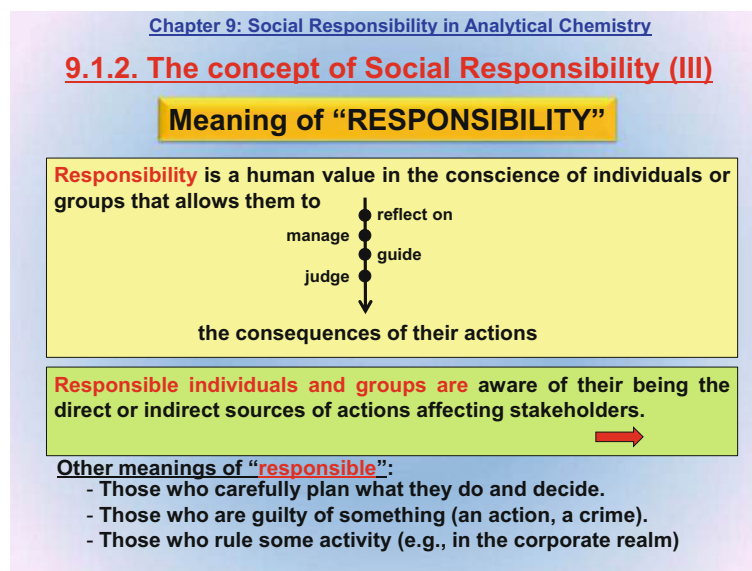 Chapter 9: Social Responsibility in Analytical Chemistry
9.1.2. The concept of Social Responsibility (III)
Meaning of “RESPONSIBILITY”
Responsibility is a human value in the conscience of individuals or
groups that allows them to
reflect on
manage
guide
judge
the consequences of their actions
Responsible individuals and groups are aware of their being the
direct or indirect sources of actions affecting stakeholders.
Other meanings of “responsible”:
- Those who carefully plan what they do and decide.
- Those who are guilty of something (an action, a crime).
- Those who rule some activity (e.g., in the corporate realm)